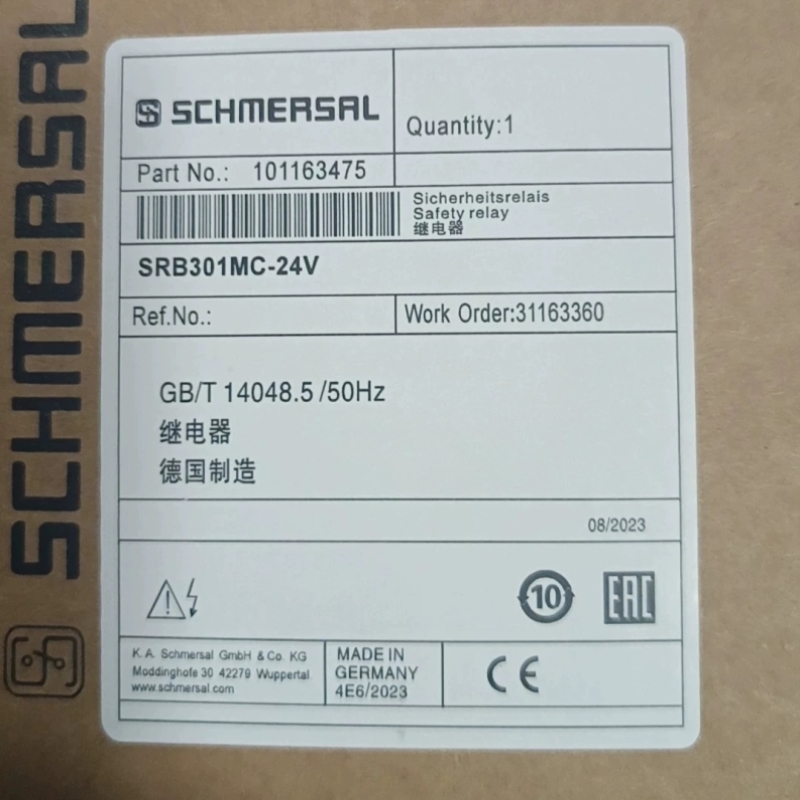 SCHMERSAL
SCHMERSAL
Quantity:1
Part No.: 101163475
Sicherheitsrelais
Safety relay
继电器
SRB301MC-24V
Ref.No.:
Work Order:31163360
GB/T 14048.5 /50Hz
继电器
德国制造
08/2023
10
EAC
K. A. Schmersal GmbH & Co. KG
Moddinghofe 30 42279 Wuppertal
www.schmersal.com
MADE IN
GERMANY
4E6/2023
CE